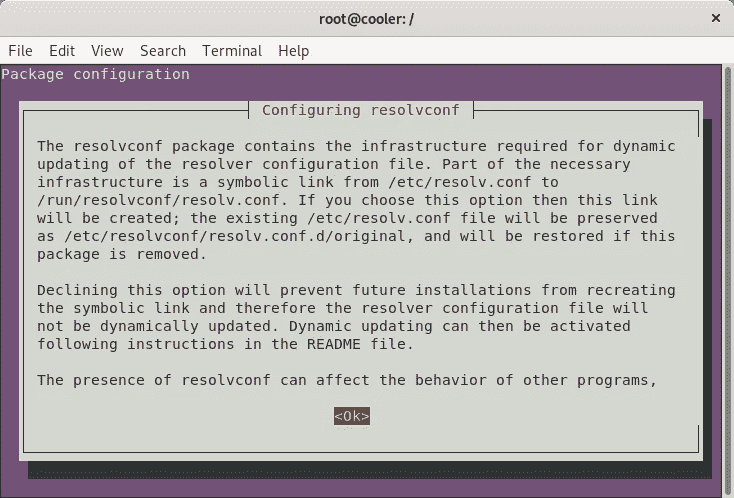 root@cooler: /
×
File Edit View Search Terminal Help
Package configuration
Configuring resolvconf
The resolvconf package contains the infrastructure required for dynamic
updating of the resolver configuration file. Part of the necessary
infrastructure is a symbolic link from /etc/resolv.conf to
/run/resolvconf/resolv.conf. If you choose this option then this link
will be created; the existing /etc/resolv.conf file will be preserved
as /etc/resolvconf/resolv.conf.d/original, and will be restored if this
package is removed.
Declining this option will prevent future installations from recreating
the symbolic link and therefore the resolver configuration file will
not be dynamically updated. Dynamic updating can then be activated
following instructions in the README file.
The presence of resolvconf can affect the behavior of other programs,
<Ok>